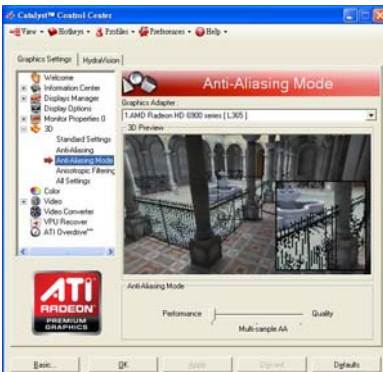 Catalyst™ Control Center
View Hotkeys Profiles Preferences Help
Graphics Settings HydraVision
Welcome
Information Center
Displays Manager
Display Options
Monitor Properties 0
3D
Standard Settings
Anti-Aliasing
Anti-Aliasing Mode
Anisotropic Filtering
All Settings
Color
Video
Video Converter
VPU Recover
ATI Overdrive™
ATI
RADEON
PREMIUM
GRAPHICS
Anti-Aliasing Mode
Graphics Adapter:
1.AMD Radeon HD 6900 series [ L365 ]
3D Preview
Anti-Aliasing Mode
Performance Quality
Multi-sample AA
Basic... OK Apply Discard Defaults